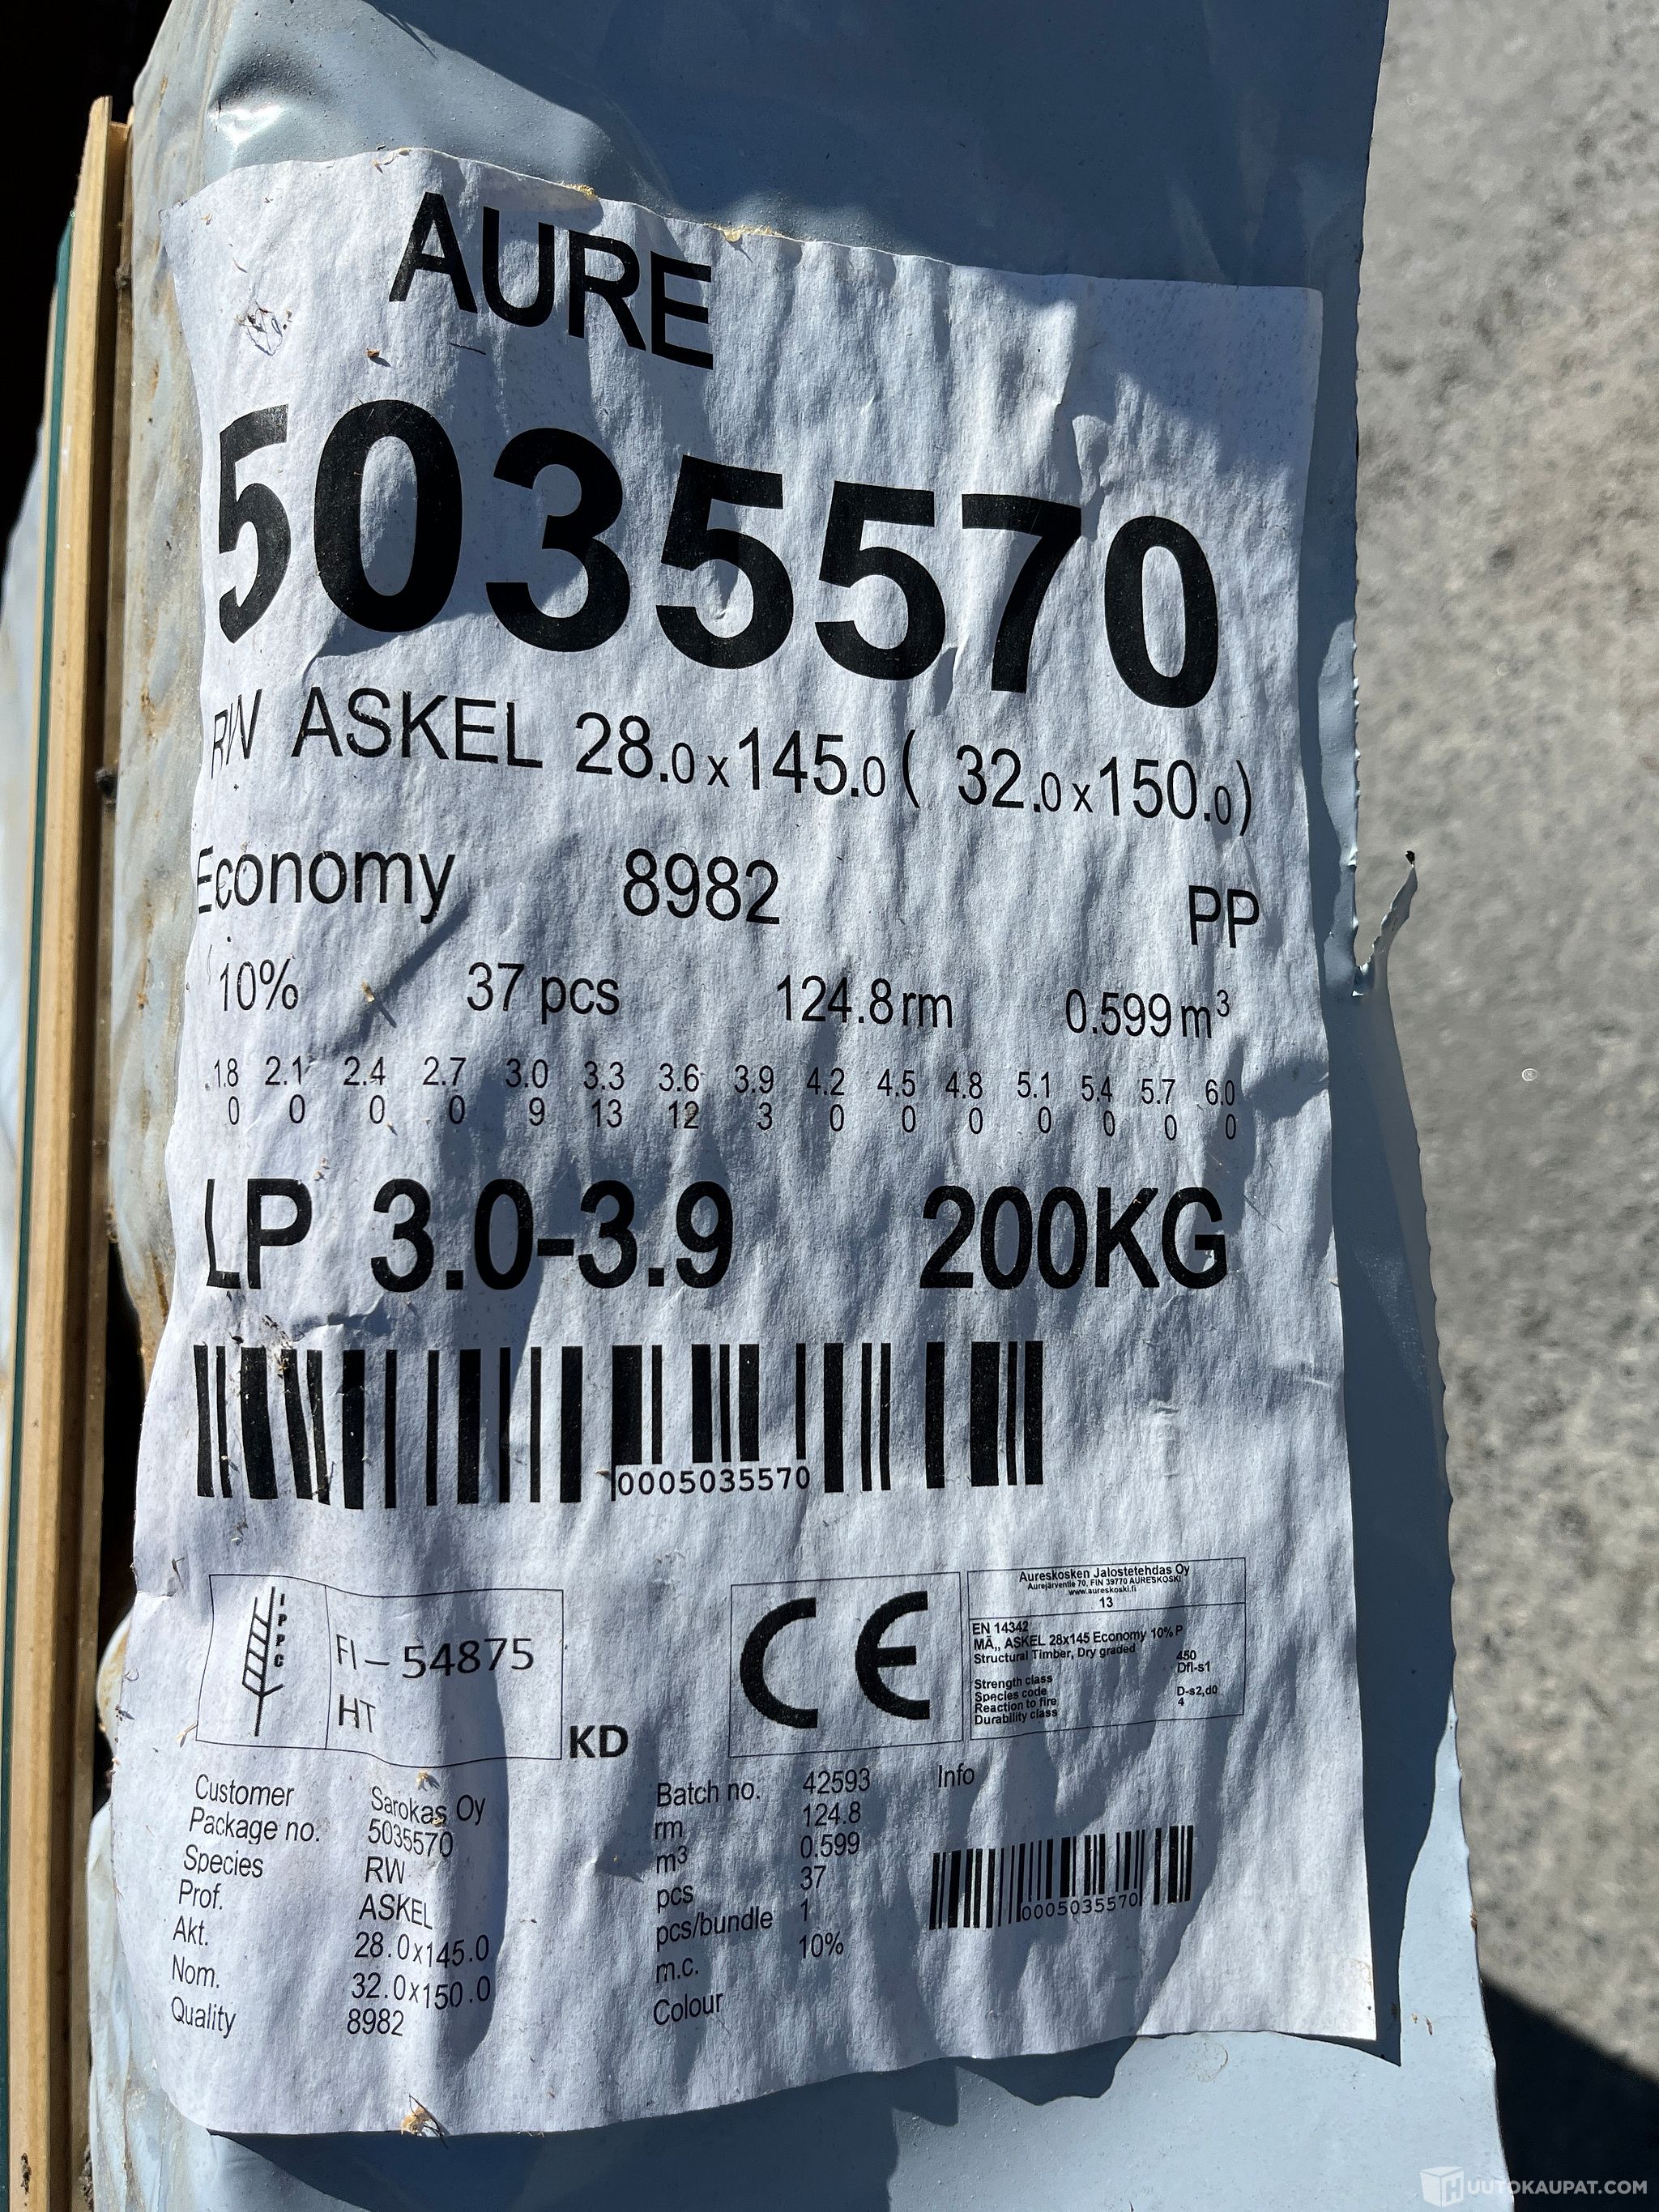 AURE
5035570
RW ASKEL 28.0x145.0 ( 32.0x150.0)
Economy 8982 PP
10% 37 pcs 124.8 rm 0.599 m³
1.8 2.1 2.4 2.7 3.0 3.3 3.6 3.9 4.2 4.5 4.8 5.1 5.4 5.7 6.0
0 0 0 0 9 13 12 3 0 0 0 0 0 0 0
LP 3.0-3.9 200KG
0005035570
IPPC
FI – 54875
HT
KD
CE
Aureskosken Jalostetehdas Oy
Aurejärventie 70, FIN 39770 AURESKOSKI
www.aureskoski.fi
13
EN 14342
MÄ,, ASKEL 28x145 Economy 10% P
Structural Timber, Dry graded
450
Dfl-s1
Strength class
Species code D-s2,d0
Reaction to fire 4
Durability class
Customer Sarokas Oy
Package no. 5035570
Species RW
Prof. ASKEL
Akt. 28.0x145.0
Nom. 32.0x150.0
Quality 8982
Batch no. 42593
rm 124.8
m³ 0.599
pcs 37
pcs/bundle 1
m.c. 10%
Colour
Info
0005035570
HUUTOKAUPAT.COM